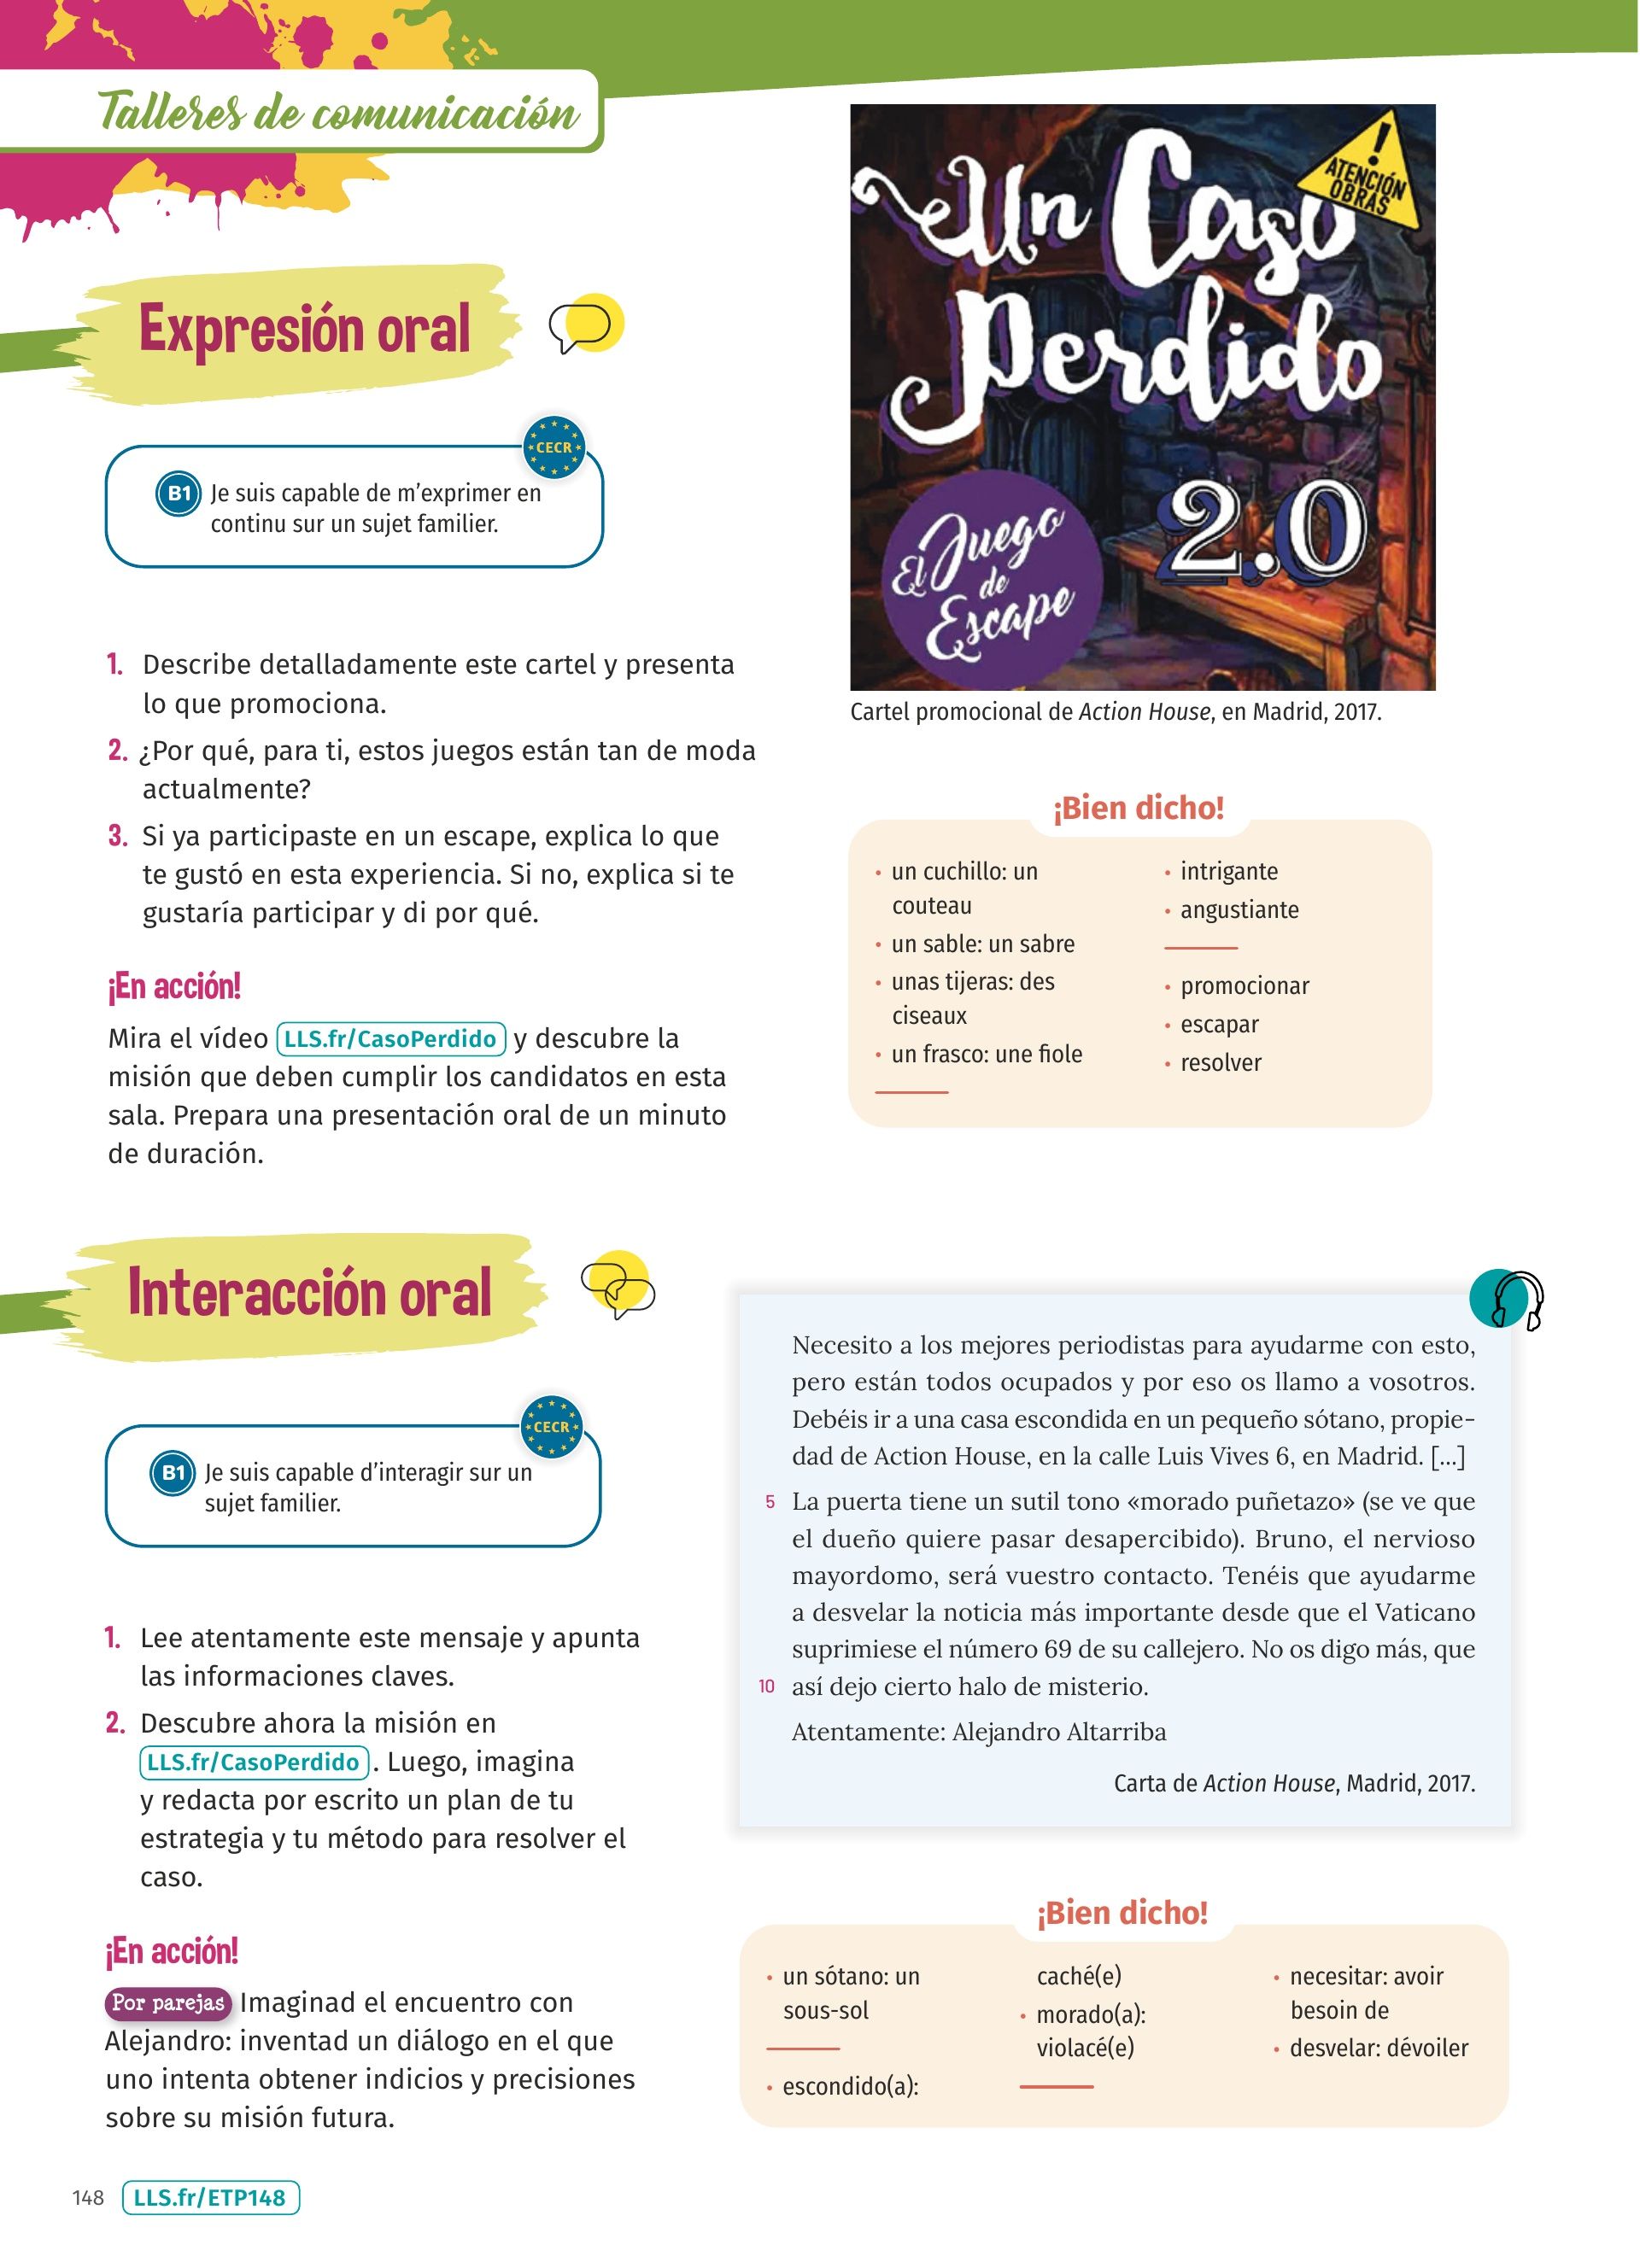 Talleres de comunicación
Expresión oral
CECR
B1 Je suis capable de m'exprimer en
continu sur un sujet familier.
1. Describe detalladamente este cartel y presenta
lo que promociona.
2. ¿Por qué, para ti, estos juegos están tan de moda
actualmente?
3. Si ya participaste en un escape, explica lo que
te gustó en esta experiencia. Si no, explica si te
gustaría participar y di por qué.
¡En acción!
Mira el vídeo LLS.fr/CasoPerdido y descubre la
misión que deben cumplir los candidatos en esta
sala. Prepara una presentación oral de un minuto
de duración.
!
ATENCIÓN
OBRAS
Un Caso
Perdido
2.0
El Juego
de
Escape
Cartel promocional de Action House, en Madrid, 2017.
¡Bien dicho!
• un cuchillo: un
couteau
• un sable: un sabre
• unas tijeras: des
ciseaux
• un frasco: une fiole
• intrigante
• angustiante
• promocionar
• escapar
• resolver
Interacción oral
CECR
B1 Je suis capable d'interagir sur un
sujet familier.
1. Lee atentamente este mensaje y apunta
las informaciones claves.
2. Descubre ahora la misión en
LLS.fr/CasoPerdido. Luego, imagina
y redacta por escrito un plan de tu
estrategia y tu método para resolver el
caso.
¡En acción!
Por parejas Imaginad el encuentro con
Alejandro: inventad un diálogo en el que
uno intenta obtener indicios y precisiones
sobre su misión futura.
Necesito a los mejores periodistas para ayudarme con esto,
pero están todos ocupados y por eso os llamo a vosotros.
Debéis ir a una casa escondida en un pequeño sótano, propie-
dad de Action House, en la calle Luis Vives 6, en Madrid. [...]
5 La puerta tiene un sutil tono «morado puñetazo» (se ve que
el dueño quiere pasar desapercibido). Bruno, el nervioso
mayordomo, será vuestro contacto. Tenéis que ayudarme
a desvelar la noticia más importante desde que el Vaticano
suprimiese el número 69 de su callejero. No os digo más, que
10 así dejo cierto halo de misterio.
Atentamente: Alejandro Altarriba
Carta de Action House, Madrid, 2017.
¡Bien dicho!
• un sótano: un
sous-sol
• escondido(a):
caché(e)
• morado(a):
violacé(e)
• necesitar: avoir
besoin de
• desvelar: dévoiler
148 LLS.fr/ETP148